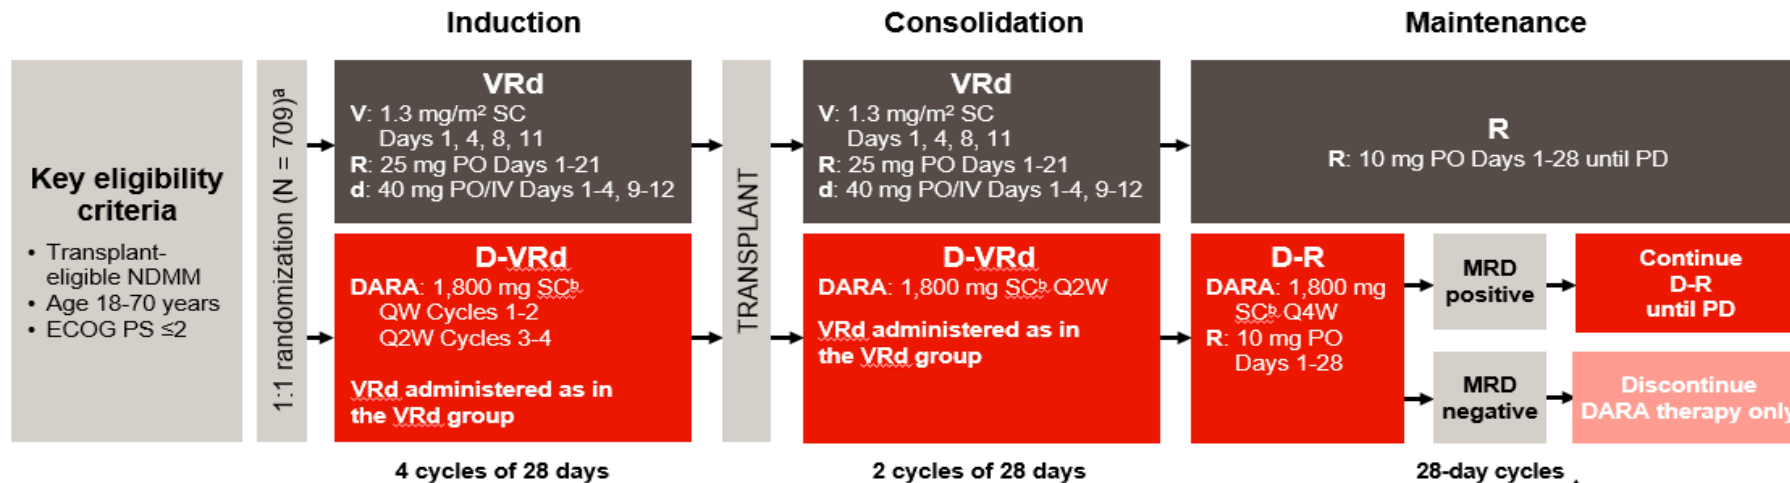 Induction
Consolidation
Maintenance
Key eligibility
criteria
• Transplant-
eligible NDMM
• Age 18-70 years
• ECOG PS ≤2
1:1 randomization (N = 709)ᵃ
VRd
V: 1.3 mg/m² SC
Days 1, 4, 8, 11
R: 25 mg PO Days 1-21
d: 40 mg PO/IV Days 1-4, 9-12
D-VRd
DARA: 1,800 mg SCᵇ
QW Cycles 1-2
Q2W Cycles 3-4
VRd administered as in
the VRd group
4 cycles of 28 days
TRANSPLANT
VRd
V: 1.3 mg/m² SC
Days 1, 4, 8, 11
R: 25 mg PO Days 1-21
d: 40 mg PO/IV Days 1-4, 9-12
D-VRd
DARA: 1,800 mg SCᵇ Q2W
VRd administered as in
the VRd group
2 cycles of 28 days
R
R: 10 mg PO Days 1-28 until PD
D-R
DARA: 1,800 mg
SCᵇ Q4W
R: 10 mg PO
Days 1-28
MRD
positive
Continue
D-R
until PD
MRD
negative
Discontinue
DARA therapy only
28-day cycles